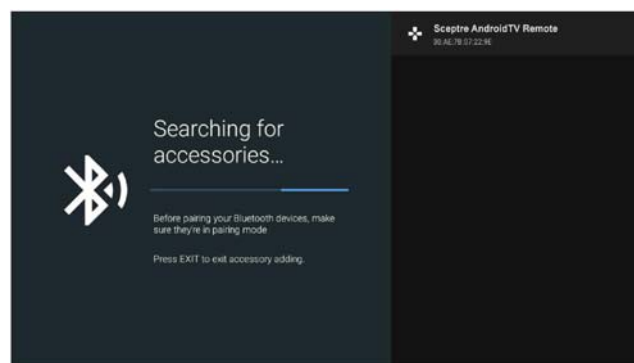 Searching for
accessories...
Before pairing your Bluetooth devices, make
sure they're in pairing mode
Press EXIT to exit accessory adding.
Sceptre AndroidTV Remote